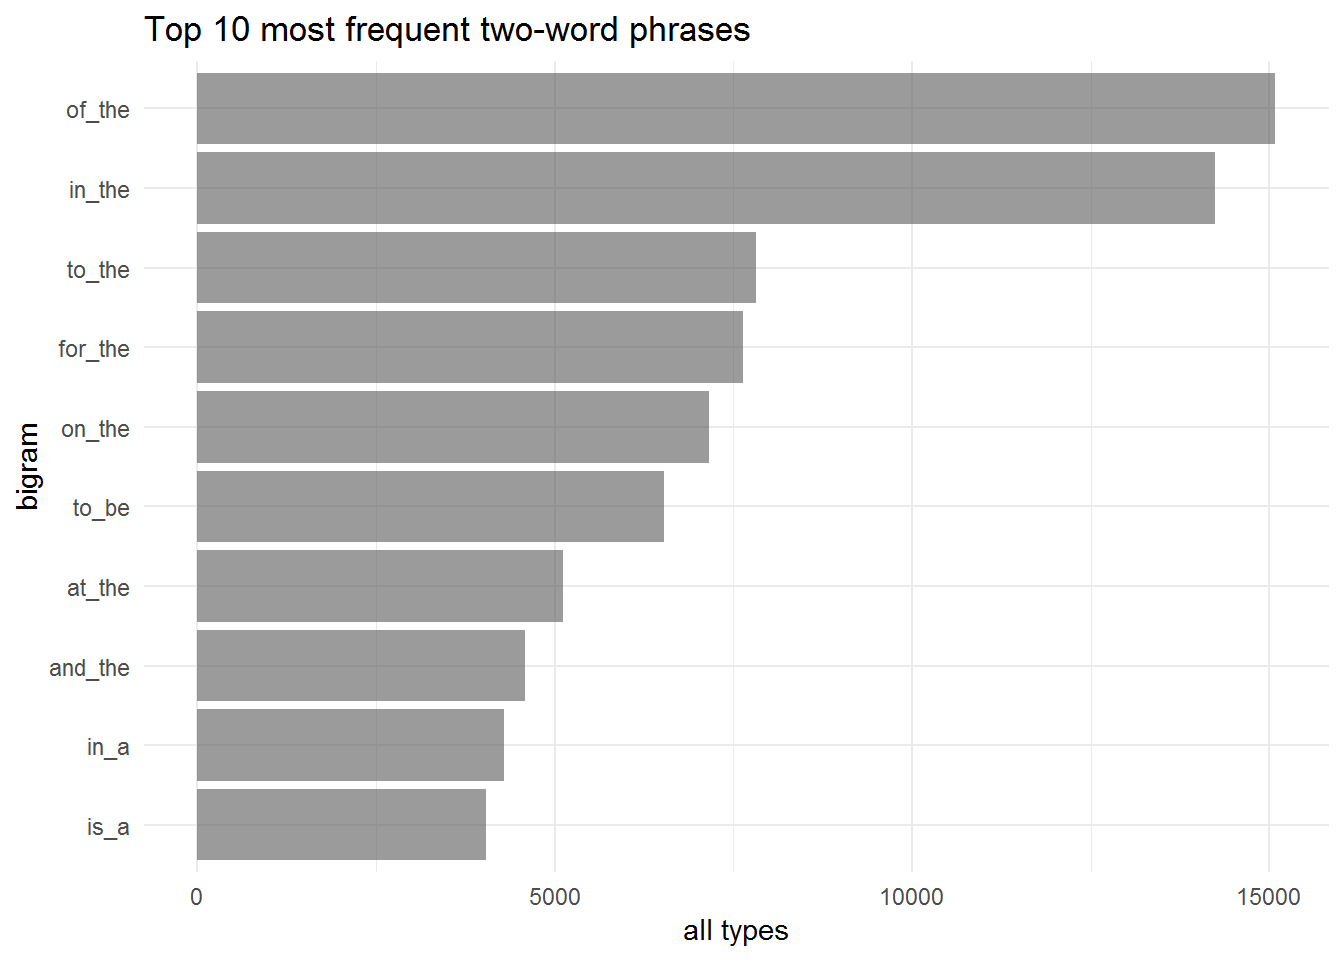 Top 10 most frequent two-word phrases
bigram
of_the
in_the
to_the
for_the
on_the
to_be
at_the
and_the
in_a
is_a
0 5000 10000 15000
all types